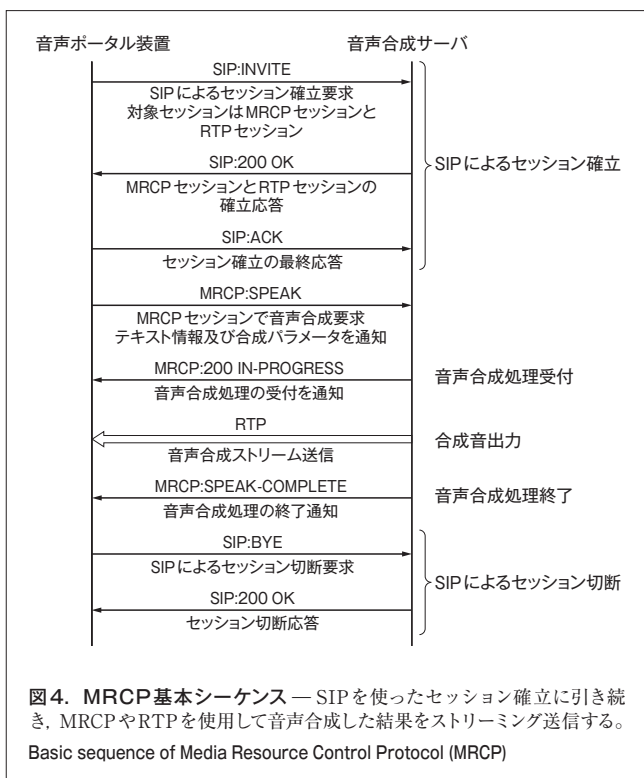 音声ポータル装置
音声合成サーバ
SIP:INVITE
SIPによるセッション確立要求
対象セッションはMRCPセッションと
RTPセッション
SIP:200 OK
MRCPセッションとRTPセッションの
確立応答
SIPによるセッション確立
SIP:ACK
セッション確立の最終応答
MRCP:SPEAK
MRCPセッションで音声合成要求
テキスト情報及び合成パラメータを通知
MRCP:200 IN-PROGRESS
音声合成処理の受付を通知
音声合成処理受付
RTP
音声合成ストリーム送信
合成音出力
MRCP:SPEAK-COMPLETE
音声合成処理の終了通知
音声合成処理終了
SIP:BYE
SIPによるセッション切断要求
SIPによるセッション切断
SIP:200 OK
セッション切断応答
図4. MRCP基本シーケンス — SIPを使ったセッション確立に引き続
き, MRCPやRTPを使用して音声合成した結果をストリーミング送信する。
Basic sequence of Media Resource Control Protocol (MRCP)